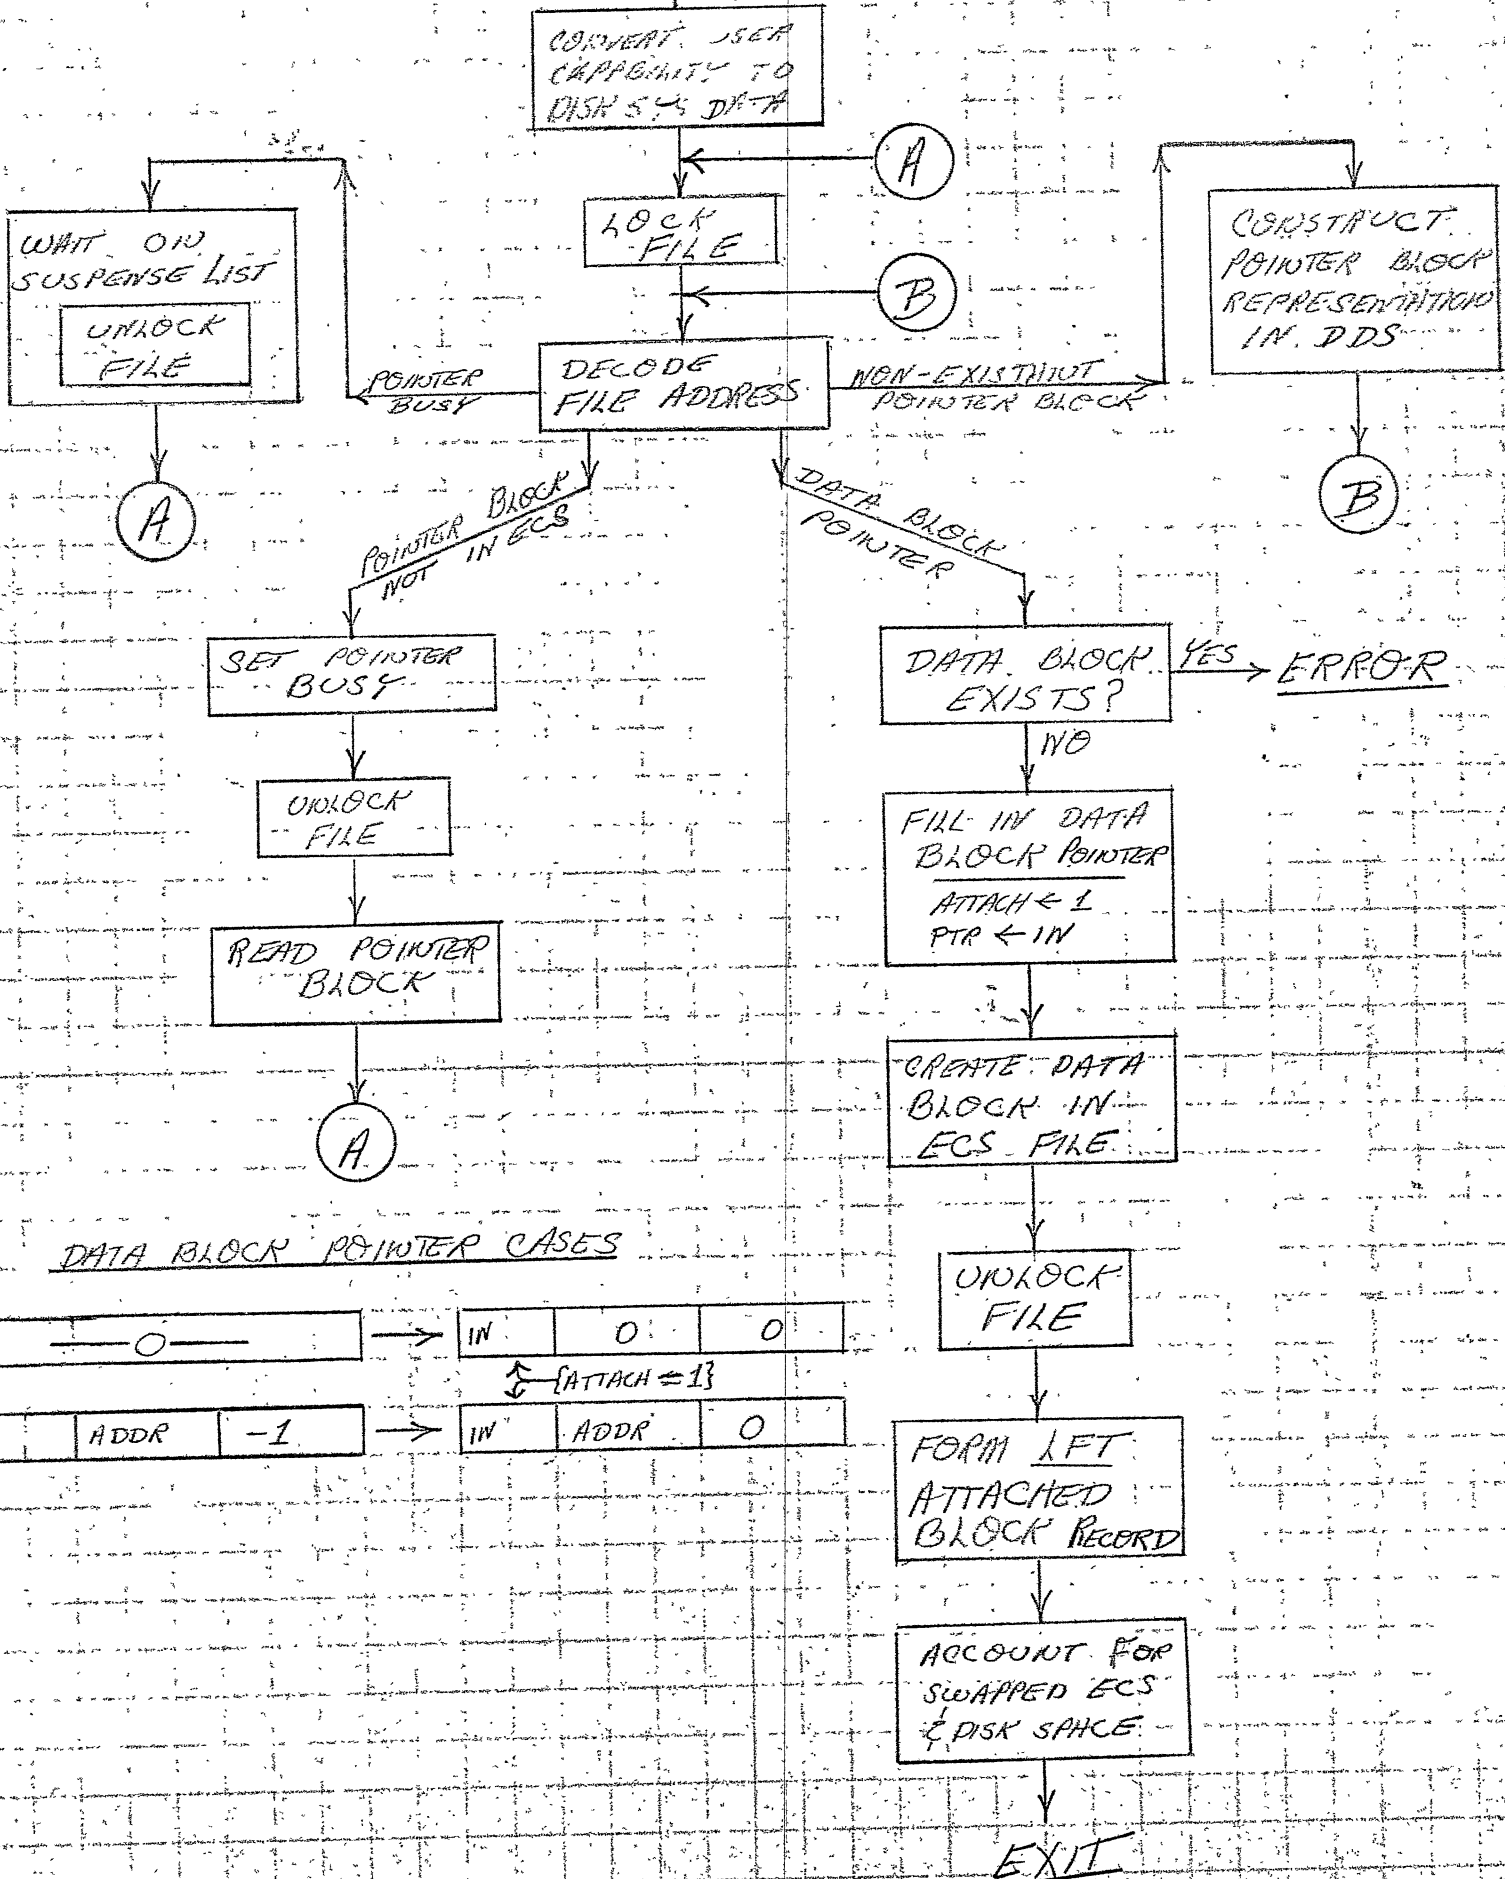 CONVERT USER
CAPABILITY TO
DISK SYS DATA
A
LOCK
FILE
B
WAIT ON
SUSPENSE LIST
UNLOCK
FILE
A
POINTER
BUSY
DECODE
FILE ADDRESS
NON-EXISTANT
POINTER BLOCK
CONSTRUCT
POINTER BLOCK
REPRESENTATION
IN DDS
B
POINTER BLOCK
NOT IN ECS
DATA BLOCK
POINTER
SET POINTER
BUSY
UNLOCK
FILE
READ POINTER
BLOCK
A
DATA BLOCK
EXISTS?
YES
ERROR
NO
FILL IN DATA
BLOCK POINTER
ATTACH ← 1
PTR ← IN
CREATE DATA
BLOCK IN
ECS FILE
UNLOCK
FILE
FORM LFT
ATTACHED
BLOCK RECORD
ACCOUNT FOR
SWAPPED ECS
& DISK SPACE
EXIT
DATA BLOCK POINTER CASES
0 → IN 0 0
{ATTACH = 1}
ADDR -1 → IN ADDR 0